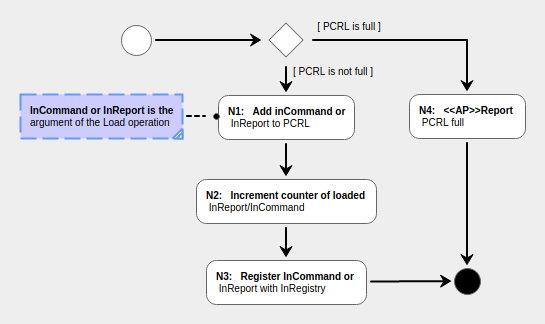 [ PCRL is full ]
[ PCRL is not full ]
InCommand or InReport is the
argument of the Load operation
N1: Add inCommand or
InReport to PCRL
N4: <<AP>>Report
PCRL full
N2: Increment counter of loaded
InReport/InCommand
N3: Register InCommand or
InReport with InRegistry